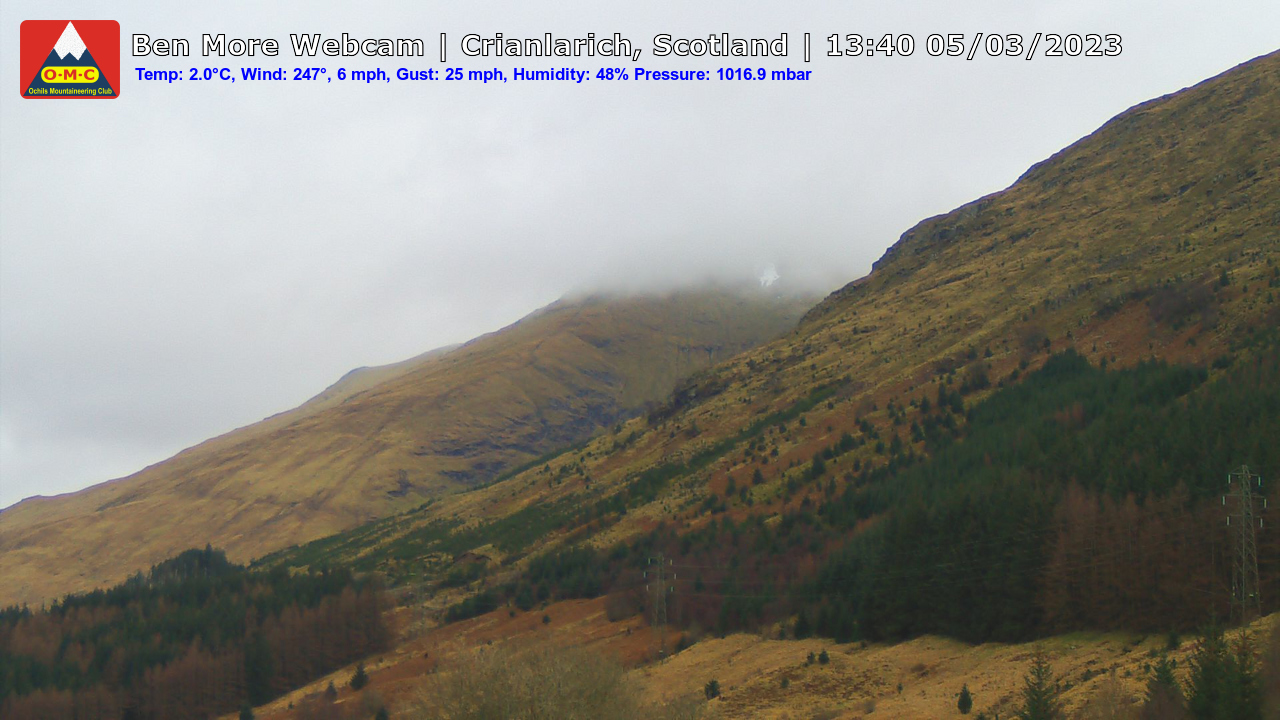 Ben More Webcam | Crianlarich, Scotland | 13:40 05/03/2023
Temp: 2.0°C, Wind: 247°, 6 mph, Gust: 25 mph, Humidity: 48% Pressure: 1016.9 mbar
O-M-C
Ochils Mountaineering Club